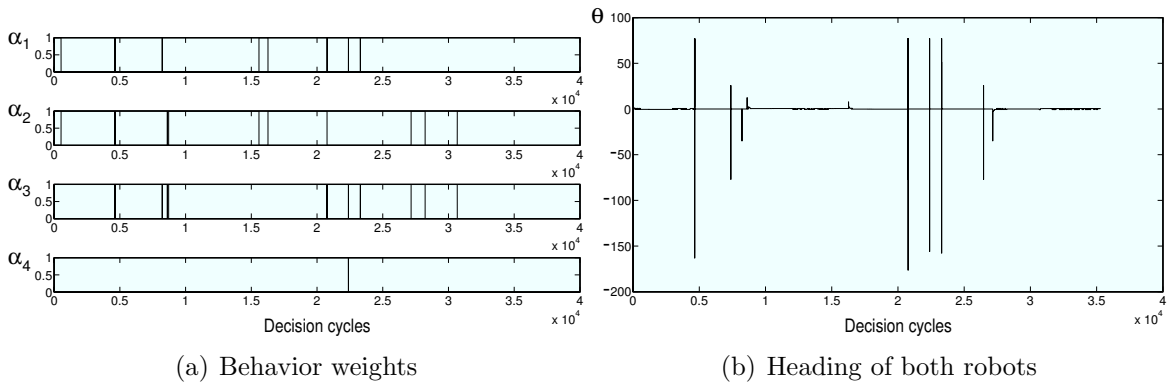 α1
1
0.5
0
0 0.5 1 1.5 2 2.5 3 3.5 4
x 10^4
α2
1
0.5
0
0 0.5 1 1.5 2 2.5 3 3.5 4
x 10^4
α3
1
0.5
0
0 0.5 1 1.5 2 2.5 3 3.5 4
x 10^4
α4
1
0.5
0
0 0.5 1 1.5 2 2.5 3 3.5 4
x 10^4
Decision cycles
(a) Behavior weights
θ
100
50
0
-50
-100
-150
-200
0 0.5 1 1.5 2 2.5 3 3.5 4
x 10^4
Decision cycles
(b) Heading of both robots